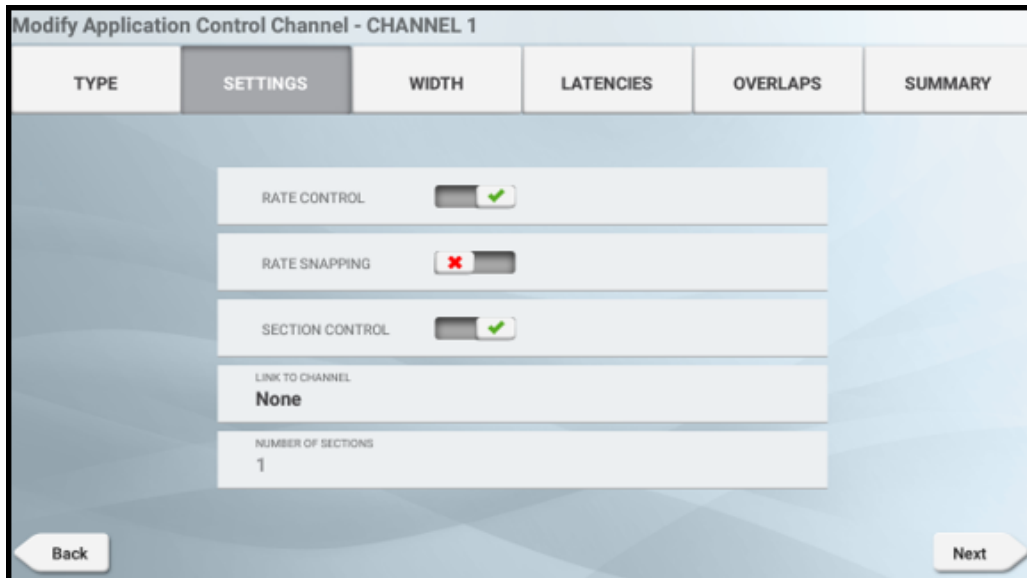 Modify Application Control Channel - CHANNEL 1
TYPE SETTINGS WIDTH LATENCIES OVERLAPS SUMMARY
RATE CONTROL
RATE SNAPPING
SECTION CONTROL
LINK TO CHANNEL
None
NUMBER OF SECTIONS
1
Back Next